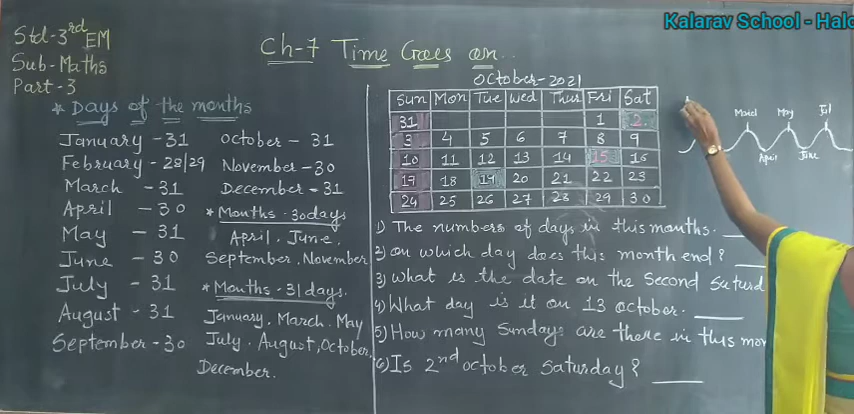 Kalarav School - Halo
Std-3rd EM
Sub-Maths
Part-3
Ch-7 Time Goes on..
* Days of the months
January - 31
February - 28/29
March - 31
April - 30
May - 31
June - 30
July - 31
August - 31
September - 30
October - 31
November - 30
December - 31
* Months - 30days
April. June.
September. November
* Months - 31 days.
January. March. May
July. August, October,
December.
October-2021
Sun Mon Tue Wed Thur Fri Sat
31 1 2
3 4 5 6 7 8 9
10 11 12 13 14 15 16
17 18 19 20 21 22 23
24 25 26 27 28 29 30
1) The numbers of days in this months. __
2) on which day does this month end? __
3) What is the date on the Second Saturd
4) What day is it on 13 october. __
5) How many Sundays are there in this mon
6) Is 2nd october Saturday? __
March May Jul
April June